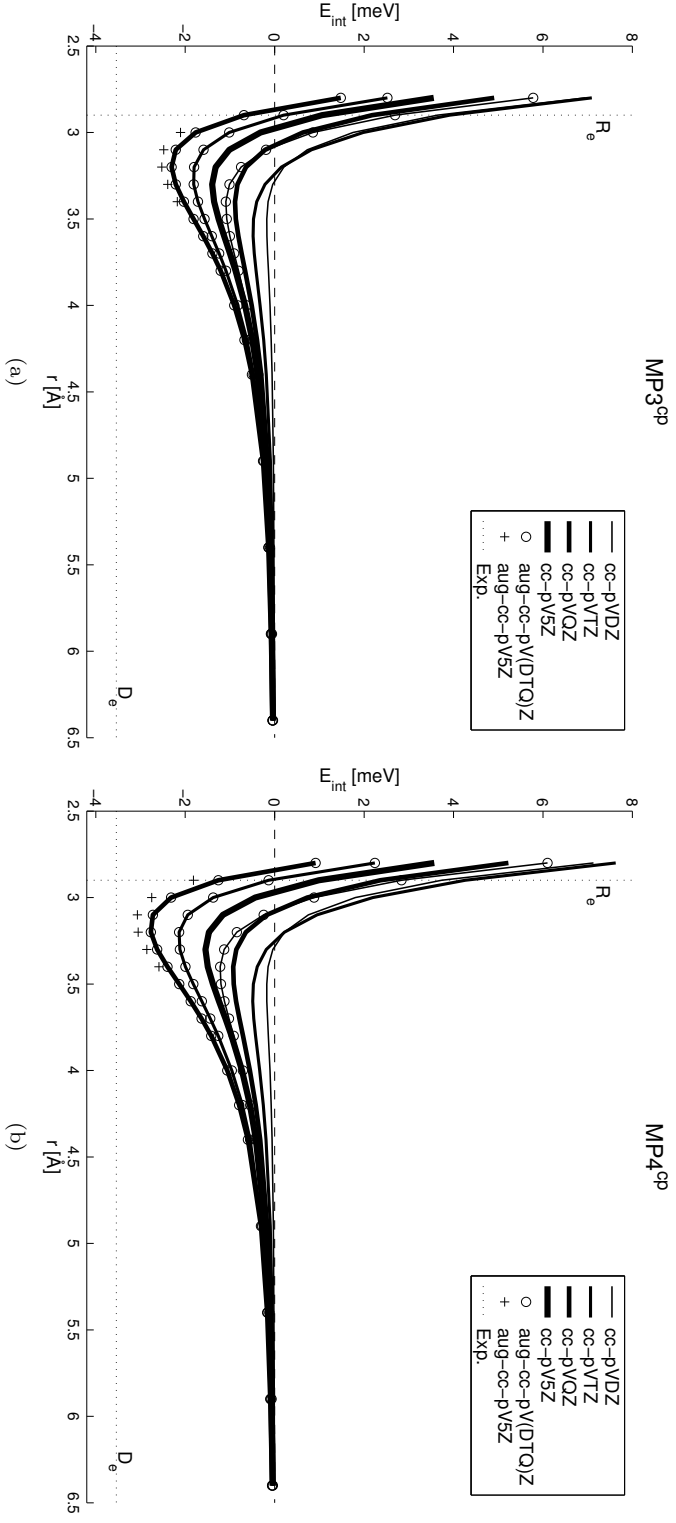 MP3^cp
E_int [meV]
8
6
4
2
0
−2
−4
2.5
3
3.5
4
4.5
5
5.5
6
6.5
r [Å]
R_e
D_e
cc−pVDZ
cc−pVTZ
cc−pVQZ
cc−pV5Z
aug−cc−pV(DTQ)Z
aug−cc−pV5Z
Exp.
(a)
MP4^cp
E_int [meV]
8
6
4
2
0
−2
−4
2.5
3
3.5
4
4.5
5
5.5
6
6.5
r [Å]
R_e
D_e
cc−pVDZ
cc−pVTZ
cc−pVQZ
cc−pV5Z
aug−cc−pV(DTQ)Z
aug−cc−pV5Z
Exp.
(b)